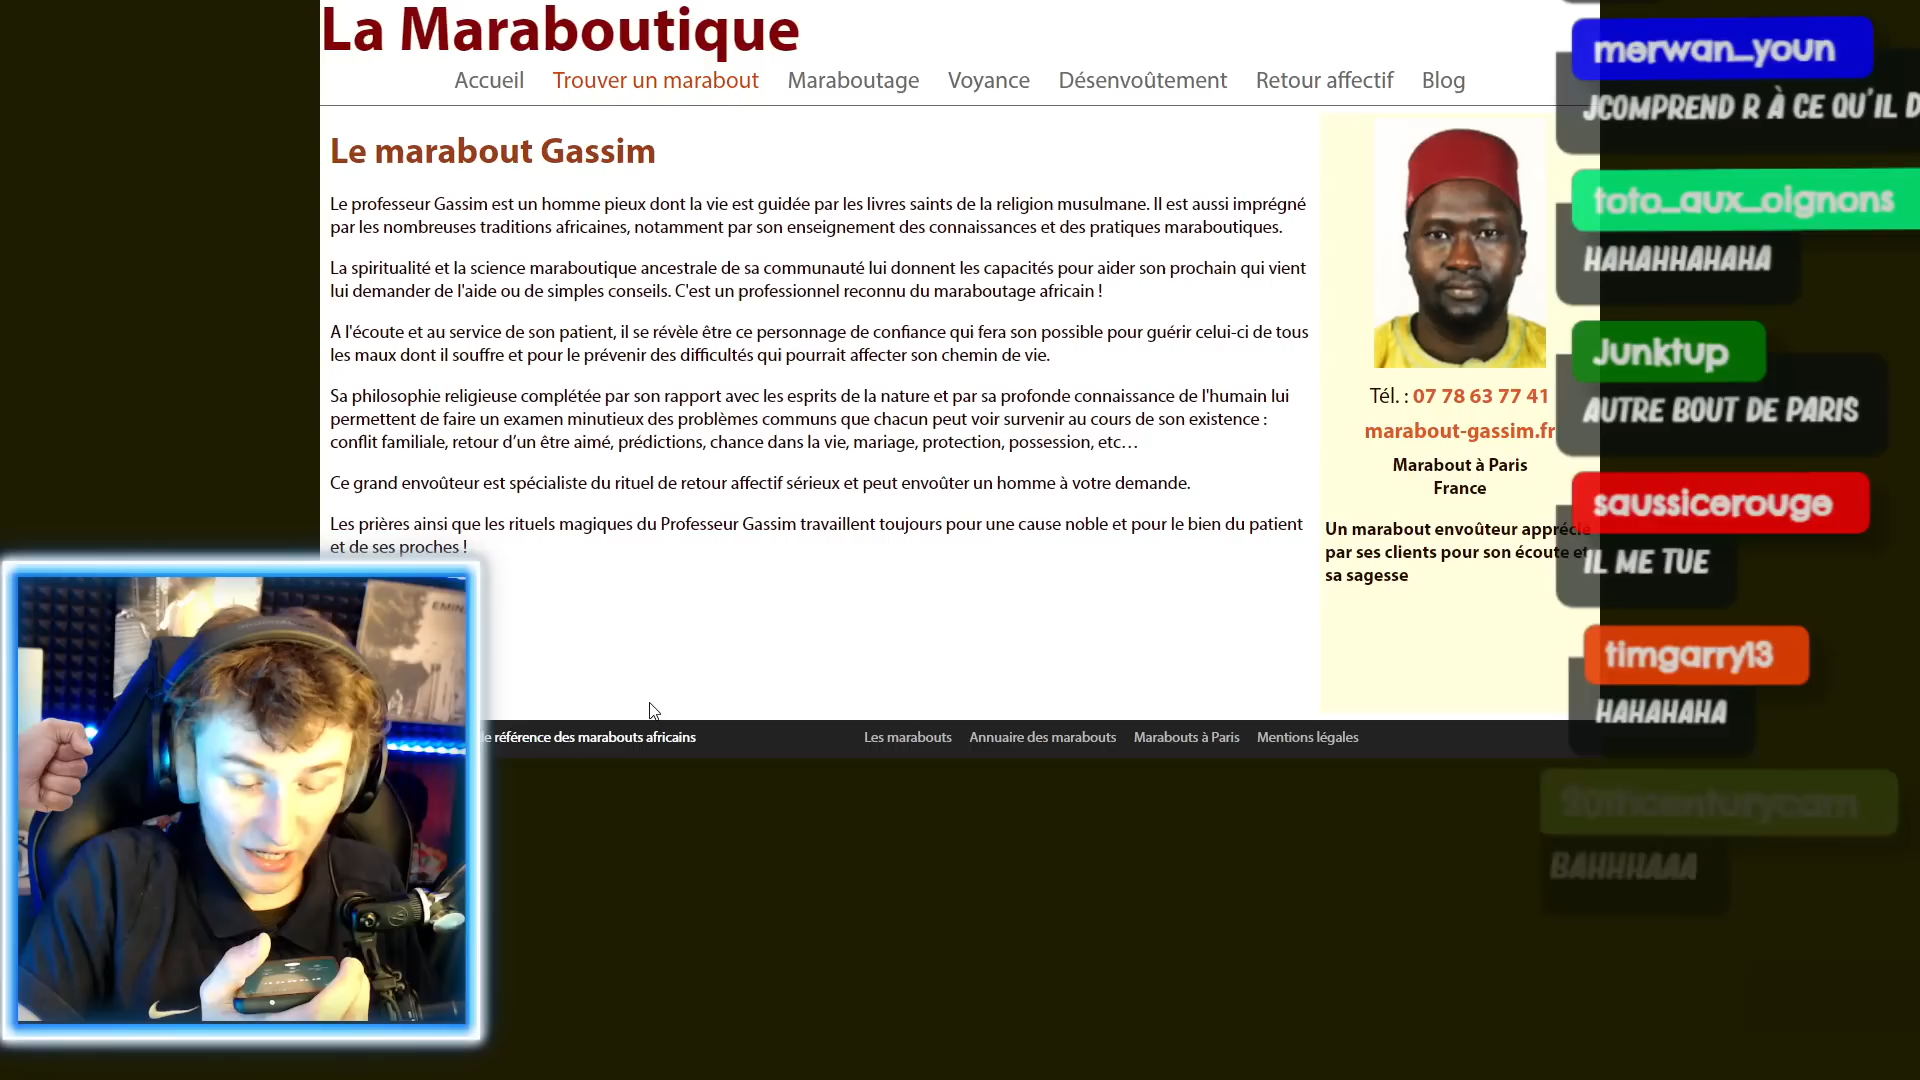 La Maraboutique
Accueil Trouver un marabout Maraboutage Voyance Désenvoûtement Retour affectif Blog
Le marabout Gassim
Le professeur Gassim est un homme pieux dont la vie est guidée par les livres saints de la religion musulmane. Il est aussi imprégné
par les nombreuses traditions africaines, notamment par son enseignement des connaissances et des pratiques maraboutiques.
La spiritualité et la science maraboutique ancestrale de sa communauté lui donnent les capacités pour aider son prochain qui vient
lui demander de l'aide ou de simples conseils. C'est un professionnel reconnu du maraboutage africain !
A l'écoute et au service de son patient, il se révèle être ce personnage de confiance qui fera son possible pour guérir celui-ci de tous
les maux dont il souffre et pour le prévenir des difficultés qui pourrait affecter son chemin de vie.
Sa philosophie religieuse complétée par son rapport avec les esprits de la nature et par sa profonde connaissance de l'humain lui
permettent de faire un examen minutieux des problèmes communs que chacun peut voir survenir au cours de son existence :
conflit familiale, retour d’un être aimé, prédictions, chance dans la vie, mariage, protection, possession, etc…
Ce grand envoûteur est spécialiste du rituel de retour affectif sérieux et peut envoûter un homme à votre demande.
Les prières ainsi que les rituels magiques du Professeur Gassim travaillent toujours pour une cause noble et pour le bien du patient
et de ses proches !
Tél. : 07 78 63 77 41
marabout-gassim.fr
Marabout à Paris
France
Un marabout envoûteur apprécié
par ses clients pour son écoute et
sa sagesse
référence des marabouts africains
Les marabouts Annuaire des marabouts Marabouts à Paris Mentions légales
merwan_youn
JCOMPREND R À CE QU'IL D
toto_aux_oignons
HAHAHHAHAHA
Junktup
AUTRE BOUT DE PARIS
saussicerouge
IL ME TUE
timgarry13
HAHAHAHA
20thcenturycam
BAHHHAAA
EMIN